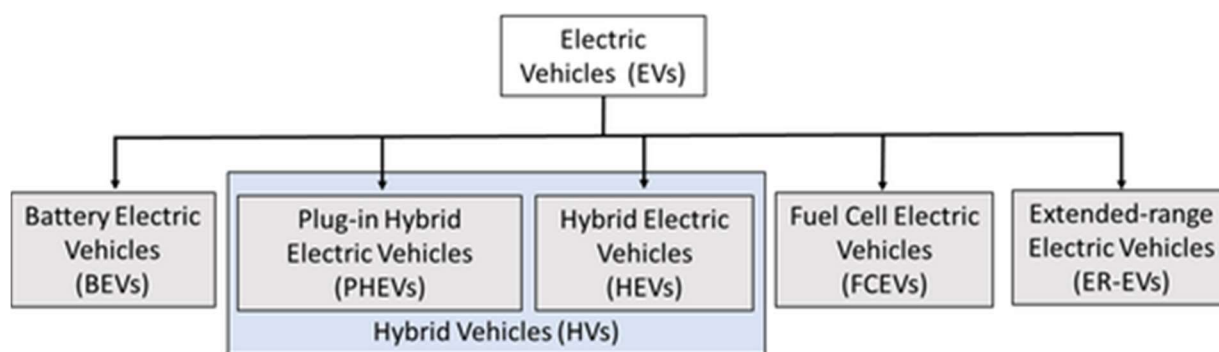 Electric
Vehicles (EVs)
Battery Electric
Vehicles
(BEVs)
Plug-in Hybrid
Electric Vehicles
(PHEVs)
Hybrid Electric
Vehicles
(HEVs)
Fuel Cell Electric
Vehicles
(FCEVs)
Extended-range
Electric Vehicles
(ER-EVs)
Hybrid Vehicles (HVs)